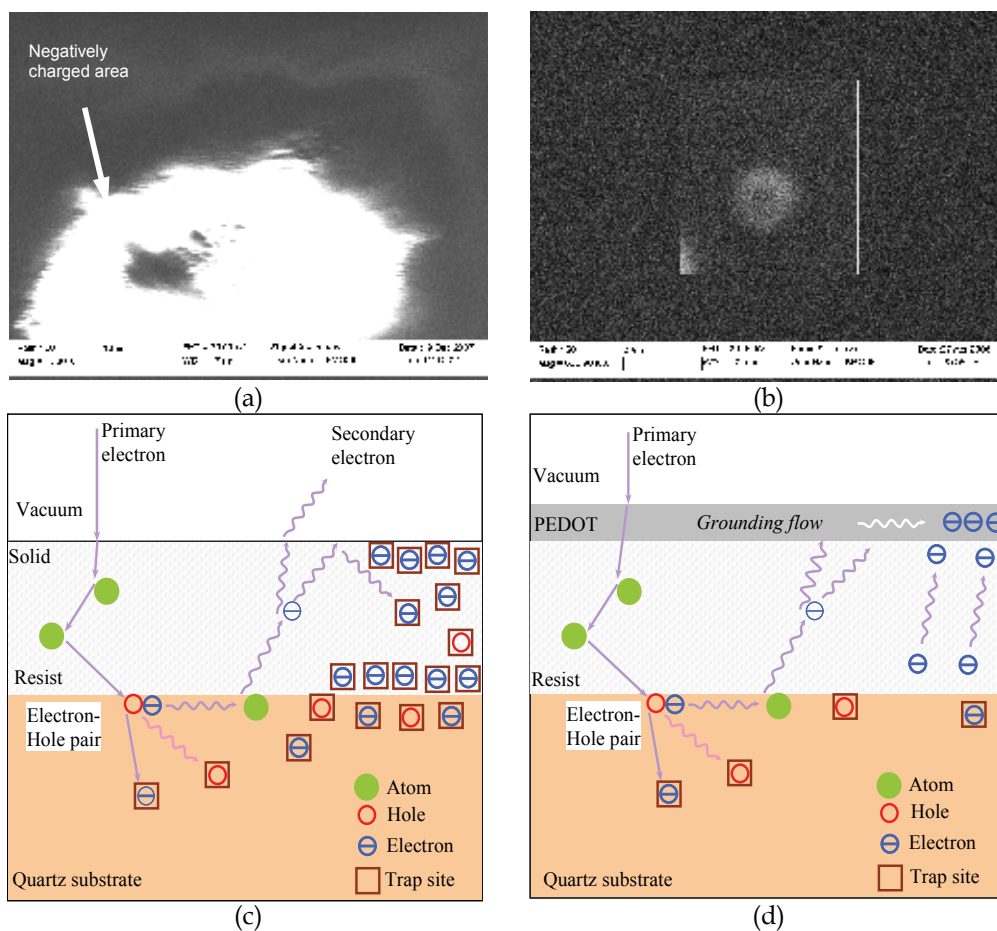 Negatively
charged area
(a)
(b)
Primary
electron
Secondary
electron
Vacuum
Solid
Resist
Electron-
Hole pair
Atom
Hole
Electron
Trap site
Quartz substrate
(c)
Primary
electron
Vacuum
PEDOT
Grounding flow
Resist
Electron-
Hole pair
Atom
Hole
Electron
Trap site
Quartz substrate
(d)